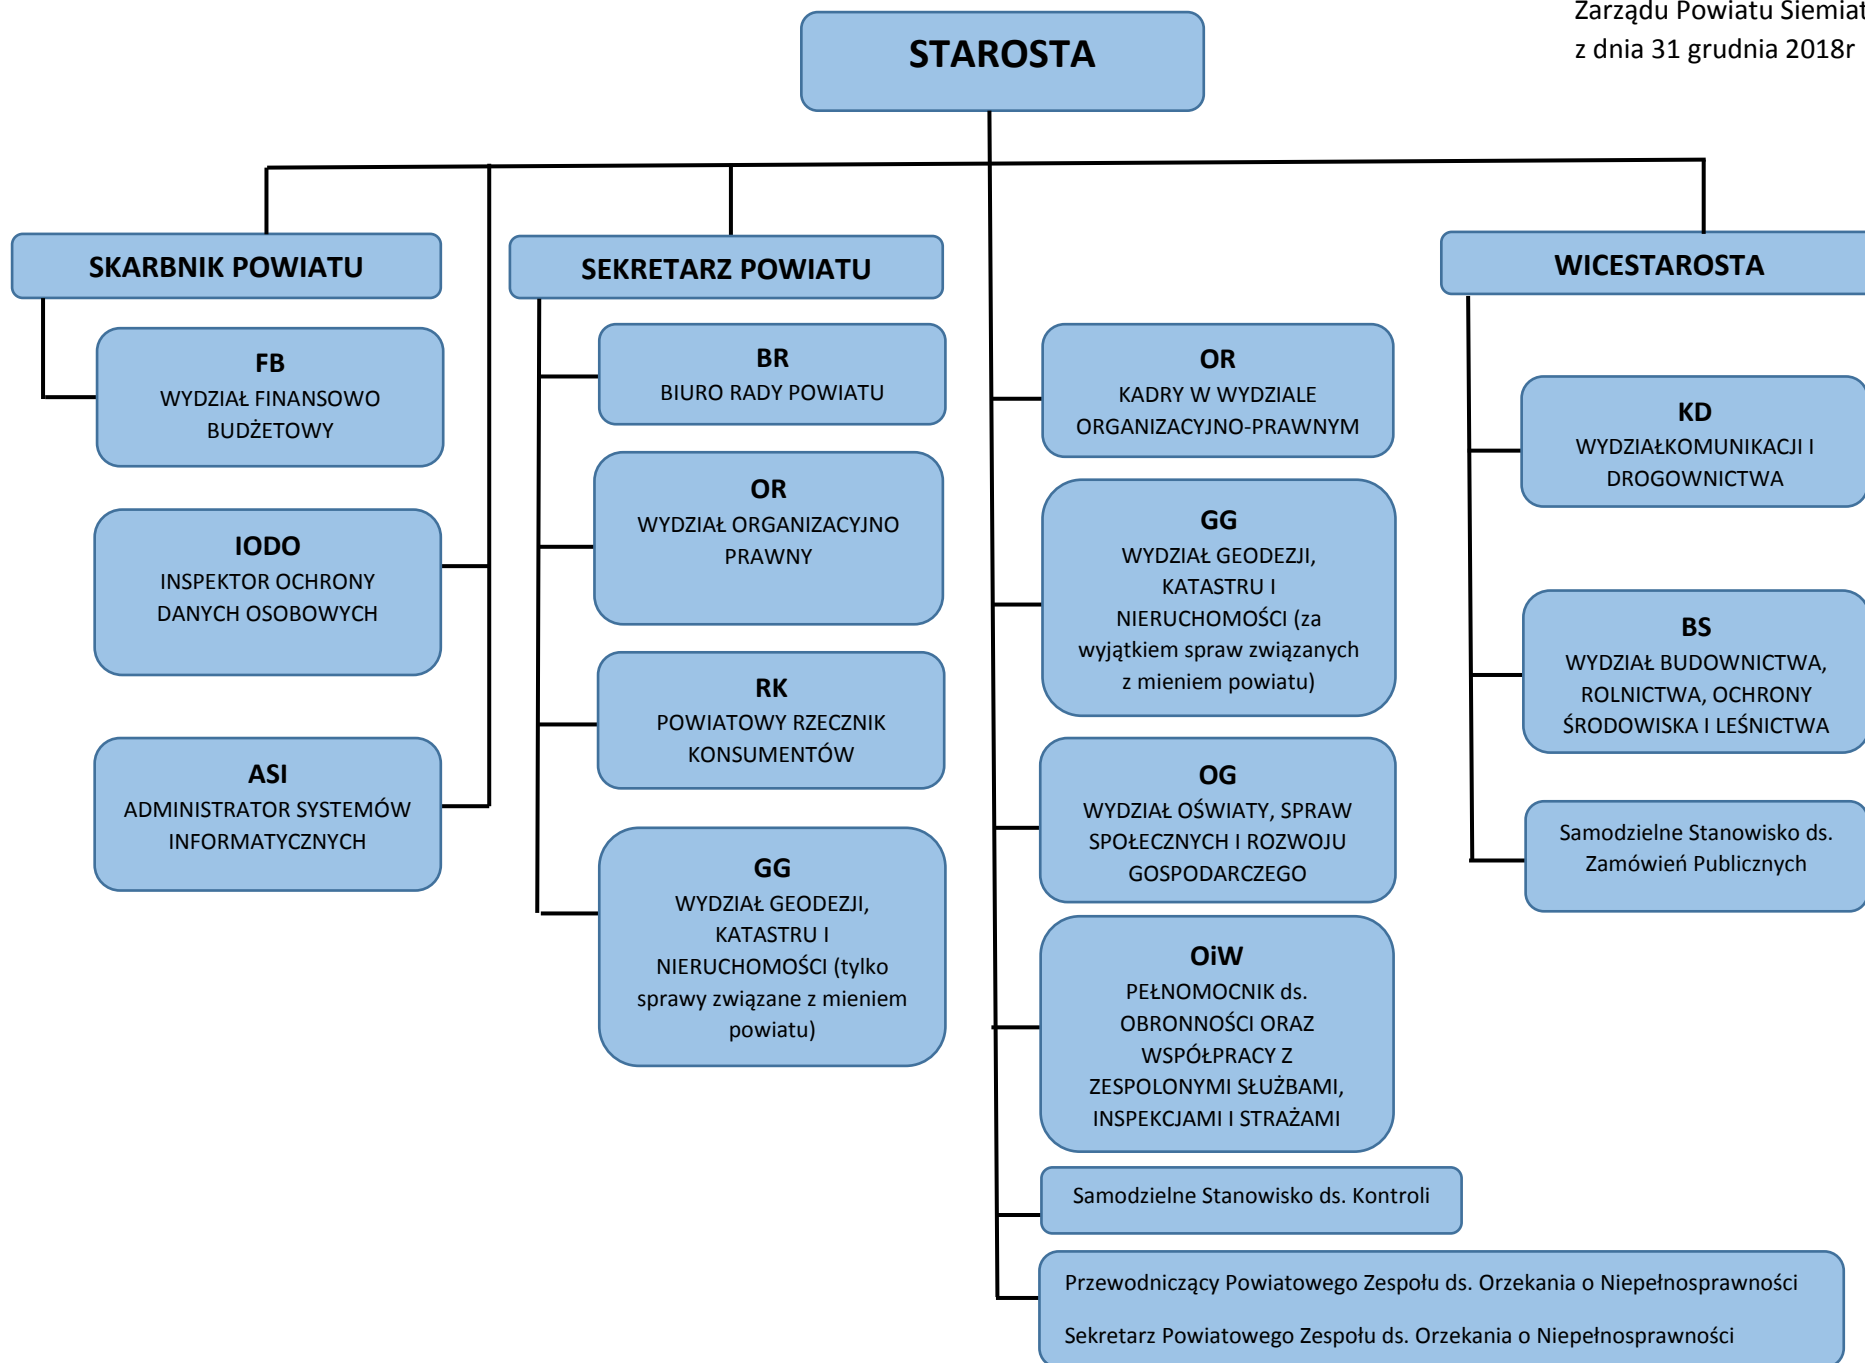 Zarządu Powiatu
z dnia 31 grudnia 2018r
STAROSTA
SKARBNIK POWIATU
FB
WYDZIAŁ FINANSOWO
BUDŻETOWY
IODO
INSPEKTOR OCHRONY
DANYCH OSOBOWYCH
ASI
ADMINISTRATOR SYSTEMÓW
INFORMATYCZNYCH
SEKRETARZ POWIATU
BR
BIURO RADY POWIATU
OR
WYDZIAŁ ORGANIZACYJNO
PRAWNY
RK
POWIATOWY RZECZNIK
KONSUMENTÓW
GG
WYDZIAŁ GEODEZJI,
KATASTRU I
NIERUCHOMOŚCI (tylko
sprawy związane z mieniem
powiatu)
OR
KADRY W WYDZIALE
ORGANIZACYJNO-PRAWNYM
GG
WYDZIAŁ GEODEZJI,
KATASTRU I
NIERUCHOMOŚCI (za
wyjątkiem spraw związanych
z mieniem powiatu)
OG
WYDZIAŁ OŚWIATY, SPRAW
SPOŁECZNYCH I ROZWOJU
GOSPODARCZEGO
OiW
PEŁNOMOCNIK ds.
OBRONNOŚCI ORAZ
WSPÓŁPRACY Z
ZESPOLONYMI SŁUŻBAMI,
INSPEKCJAMI I STRAŻAMI
Samodzielne Stanowisko ds. Kontroli
Przewodniczący Powiatowego Zespołu ds. Orzekania o Niepełnosprawności
Sekretarz Powiatowego Zespołu ds. Orzekania o Niepełnosprawności
WICESTAROSTA
KD
WYDZIAŁKOMUNIKACJI I
DROGOWNICTWA
BS
WYDZIAŁ BUDOWNICTWA,
ROLNICTWA, OCHRONY
ŚRODOWISKA I LEŚNICTWA
Samodzielne Stanowisko ds.
Zamówień Publicznych